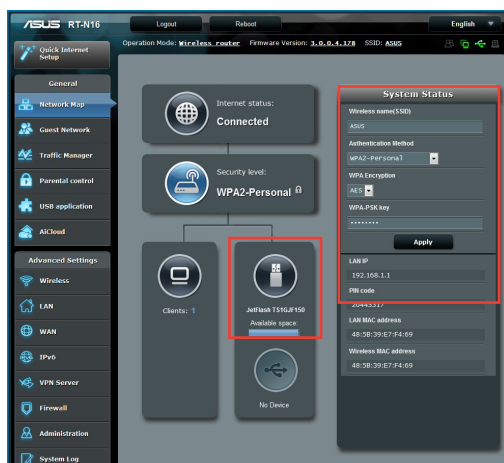 ASUS RT-N16
Logout
Reboot
English
Operation Mode: Wireless router Firmware Version: 3.0.0.4.178 SSID: ASUS
Quick Internet
Setup
General
Network Map
Guest Network
Traffic Manager
Parental control
USB application
AiCloud
Advanced Settings
Wireless
LAN
WAN
IPv6
VPN Server
Firewall
Administration
System Log
Internet status:
Connected
Security level:
WPA2-Personal
Clients: 1
JetFlash TS1GJF150
Available space:
No Device
System Status
Wireless name(SSID)
ASUS
Authentication Method
WPA2-Personal
WPA Encryption
AES
WPA-PSK key
••••••••
Apply
LAN IP
192.168.1.1
PIN code
20443317
LAN MAC address
48:5B:39:E7:F4:69
Wireless MAC address
48:5B:39:E7:F4:69